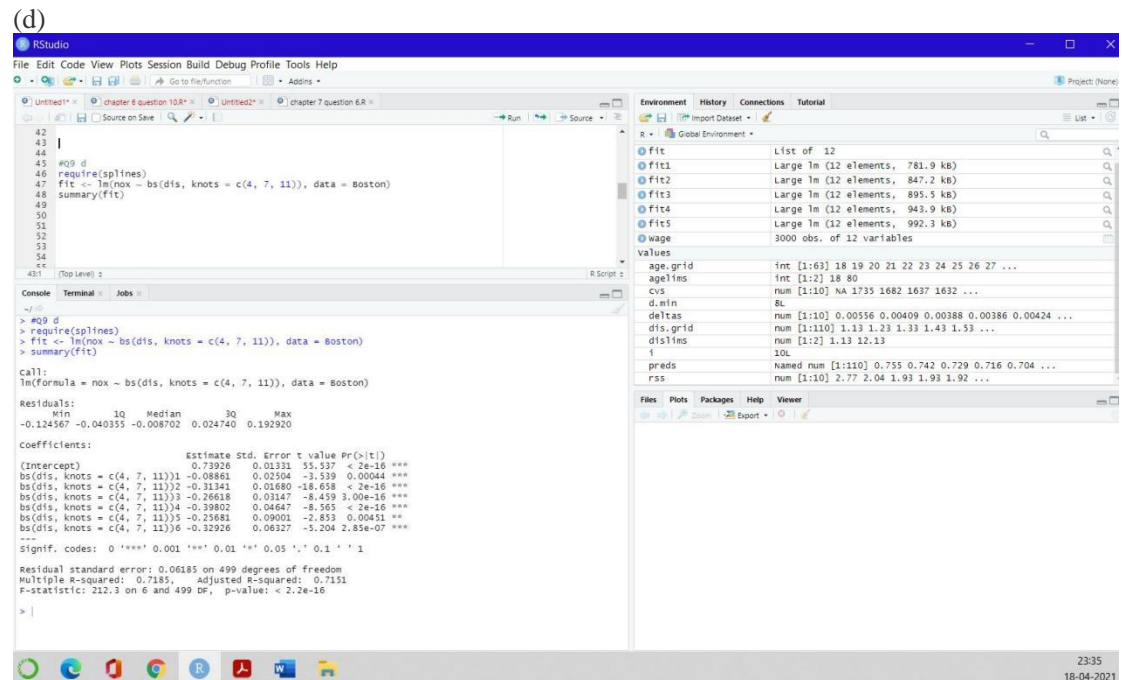 (d)
RStudio
File Edit Code View Plots Session Build Debug Profile Tools Help
Go to file/function Addins
Project: (None)
Untitled1* chapter 6 question 10.R* Untitled2* chapter 7 question 6.R
Source on Save Run Source
42
43
44
45 #Q9 d
46 require(splines)
47 fit <- lm(nox ~ bs(dis, knots = c(4, 7, 11)), data = Boston)
48 summary(fit)
49
50
51
52
53
54
55
43:1 (Top Level) R Script
Console Terminal Jobs
~/
> #Q9 d
> require(splines)
> fit <- lm(nox ~ bs(dis, knots = c(4, 7, 11)), data = Boston)
> summary(fit)
Call:
lm(formula = nox ~ bs(dis, knots = c(4, 7, 11)), data = Boston)
Residuals:
Min 1Q Median 3Q Max
-0.124567 -0.040355 -0.008702 0.024740 0.192920
Coefficients:
Estimate Std. Error t value Pr(>|t|)
(Intercept) 0.73926 0.01331 55.537 < 2e-16 ***
bs(dis, knots = c(4, 7, 11))1 -0.08861 0.02504 -3.539 0.00044 ***
bs(dis, knots = c(4, 7, 11))2 -0.31341 0.01680 -18.658 < 2e-16 ***
bs(dis, knots = c(4, 7, 11))3 -0.26618 0.03147 -8.459 3.00e-16 ***
bs(dis, knots = c(4, 7, 11))4 -0.39802 0.04647 -8.565 < 2e-16 ***
bs(dis, knots = c(4, 7, 11))5 -0.25681 0.09001 -2.853 0.00451 **
bs(dis, knots = c(4, 7, 11))6 -0.32926 0.06327 -5.204 2.85e-07 ***
---
Signif. codes: 0 '***' 0.001 '**' 0.01 '*' 0.05 '.' 0.1 ' ' 1
Residual standard error: 0.06185 on 499 degrees of freedom
Multiple R-squared: 0.7185, Adjusted R-squared: 0.7151
F-statistic: 212.3 on 6 and 499 DF, p-value: < 2.2e-16
>
Environment History Connections Tutorial
Import Dataset List
R Global Environment
fit List of 12
fit1 Large lm (12 elements, 781.9 kB)
fit2 Large lm (12 elements, 847.2 kB)
fit3 Large lm (12 elements, 895.5 kB)
fit4 Large lm (12 elements, 943.9 kB)
fit5 Large lm (12 elements, 992.3 kB)
Wage 3000 obs. of 12 variables
Values
age.grid int [1:63] 18 19 20 21 22 23 24 25 26 27 ...
agelims int [1:2] 18 80
cvs num [1:10] NA 1735 1682 1637 1632 ...
d.min 8L
deltas num [1:10] 0.00556 0.00409 0.00388 0.00386 0.00424 ...
dis.grid num [1:110] 1.13 1.23 1.33 1.43 1.53 ...
dislims num [1:2] 1.13 12.13
i 10L
preds Named num [1:110] 0.755 0.742 0.729 0.716 0.704 ...
rss num [1:10] 2.77 2.04 1.93 1.93 1.92 ...
Files Plots Packages Help Viewer
Zoom Export
23:35
18-04-2021